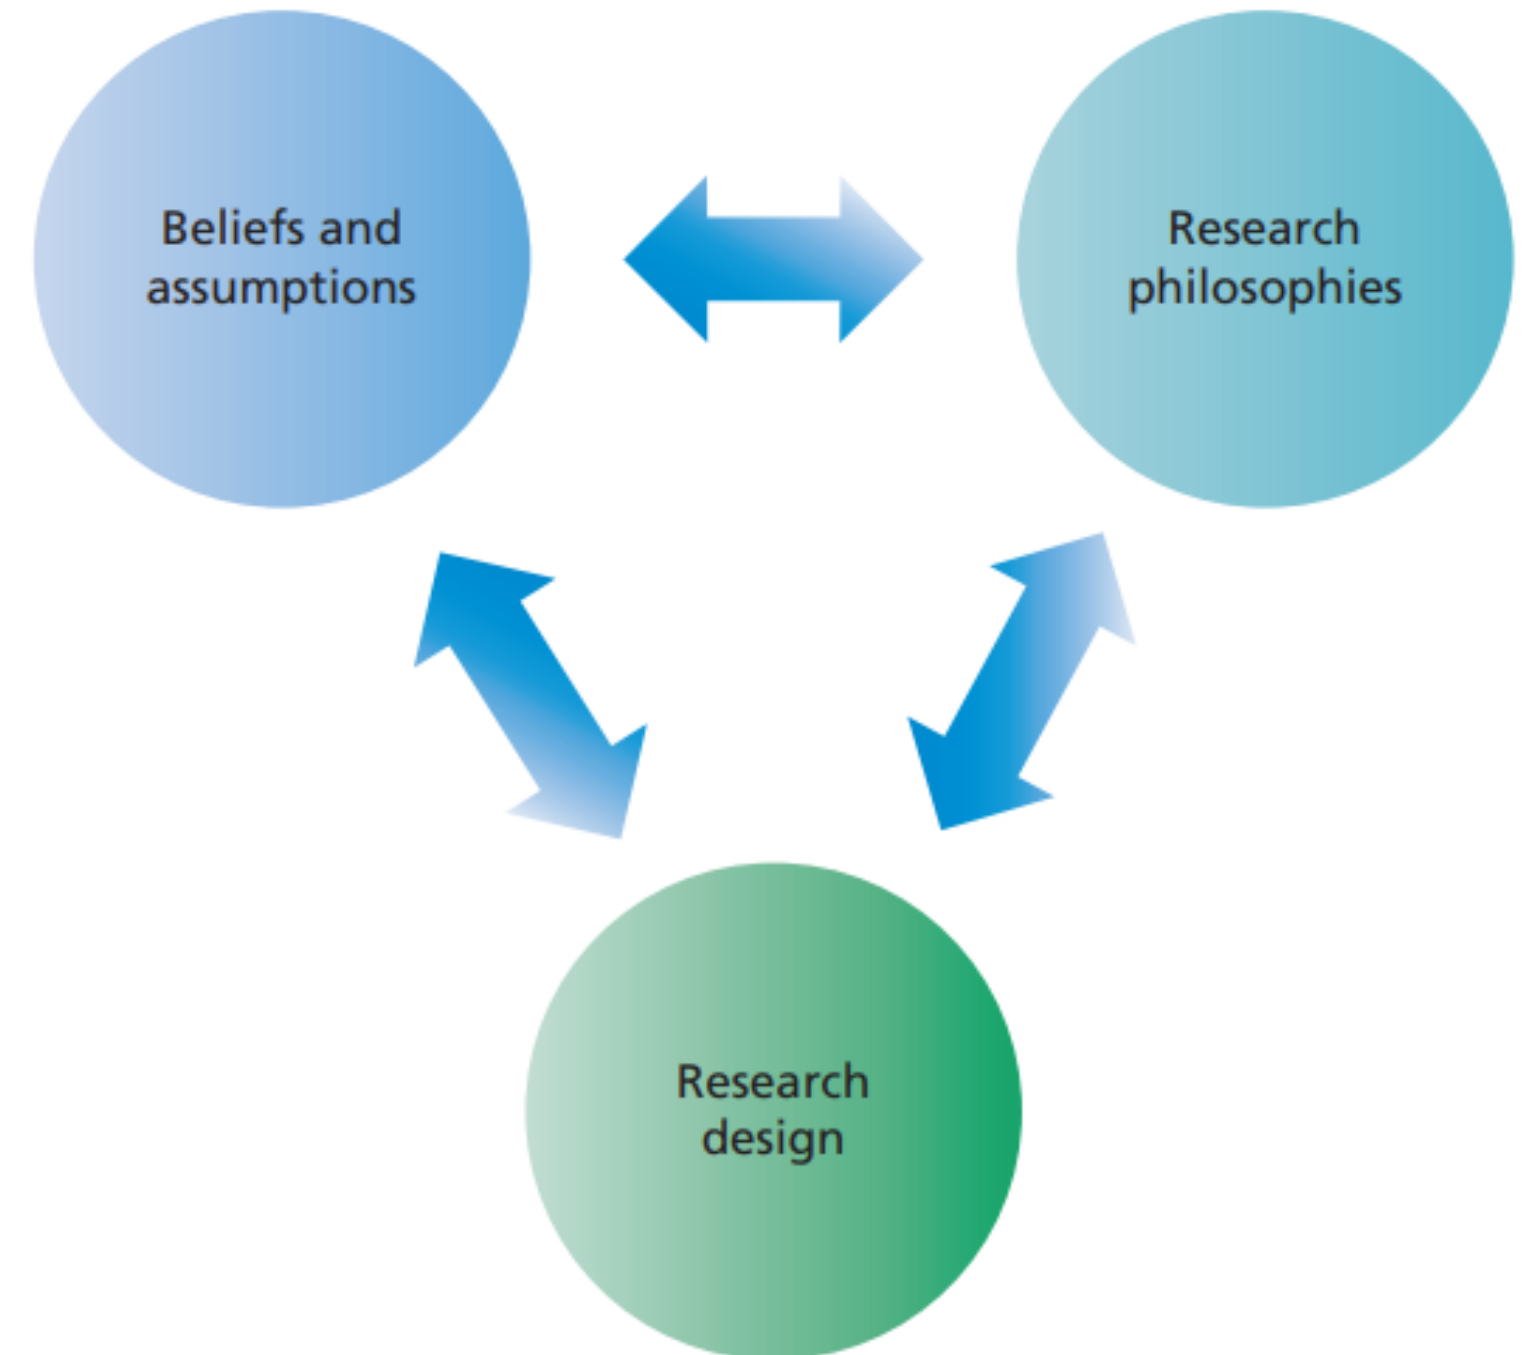 Beliefs and
assumptions
Research
philosophies
Research
design